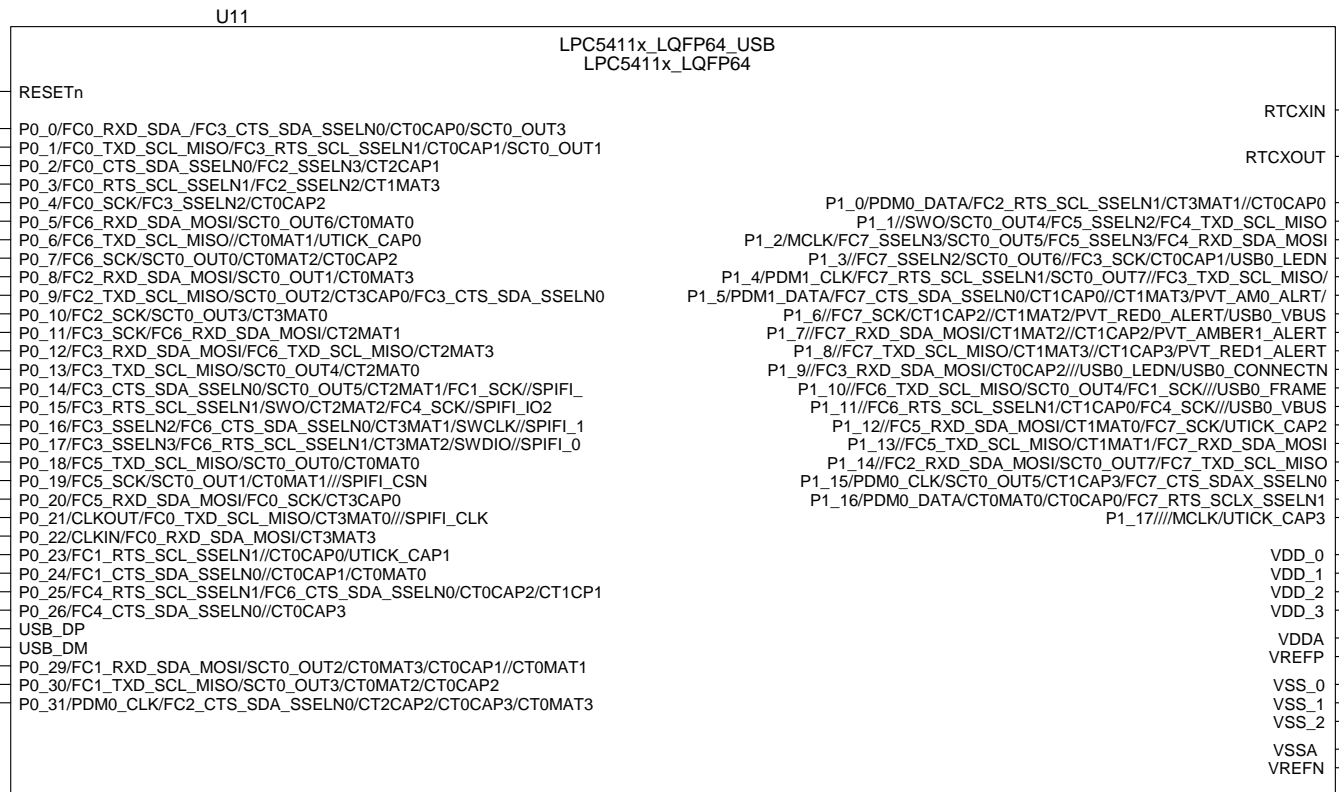 U11
LPC5411x_LQFP64_USB
LPC5411x_LQFP64
RESETn
P0_0/FC0_RXD_SDA_/FC3_CTS_SDA_SSELN0/CT0CAP0/SCT0_OUT3
P0_1/FC0_TXD_SCL_MISO/FC3_RTS_SCL_SSELN1/CT0CAP1/SCT0_OUT1
P0_2/FC0_CTS_SDA_SSELN0/FC2_SSELN3/CT2CAP1
P0_3/FC0_RTS_SCL_SSELN1/FC2_SSELN2/CT1MAT3
P0_4/FC0_SCK/FC3_SSELN2/CT0CAP2
P0_5/FC6_RXD_SDA_MOSI/SCT0_OUT6/CT0MAT0
P0_6/FC6_TXD_SCL_MISO//CT0MAT1/UTICK_CAP0
P0_7/FC6_SCK/SCT0_OUT0/CT0MAT2/CT0CAP2
P0_8/FC2_RXD_SDA_MOSI/SCT0_OUT1/CT0MAT3
P0_9/FC2_TXD_SCL_MISO/SCT0_OUT2/CT3CAP0/FC3_CTS_SDA_SSELN0
P0_10/FC2_SCK/SCT0_OUT3/CT3MAT0
P0_11/FC3_SCK/FC6_RXD_SDA_MOSI/CT2MAT1
P0_12/FC3_RXD_SDA_MOSI/FC6_TXD_SCL_MISO/CT2MAT3
P0_13/FC3_TXD_SCL_MISO/SCT0_OUT4/CT2MAT0
P0_14/FC3_CTS_SDA_SSELN0/SCT0_OUT5/CT2MAT1/FC1_SCK//SPIFI_
P0_15/FC3_RTS_SCL_SSELN1/SWO/CT2MAT2/FC4_SCK//SPIFI_IO2
P0_16/FC3_SSELN2/FC6_CTS_SDA_SSELN0/CT3MAT1/SWCLK//SPIFI_1
P0_17/FC3_SSELN3/FC6_RTS_SCL_SSELN1/CT3MAT2/SWDIO//SPIFI_0
P0_18/FC5_TXD_SCL_MISO/SCT0_OUT0/CT0MAT0
P0_19/FC5_SCK/SCT0_OUT1/CT0MAT1///SPIFI_CSN
P0_20/FC5_RXD_SDA_MOSI/FC0_SCK/CT3CAP0
P0_21/CLKOUT/FC0_TXD_SCL_MISO/CT3MAT0///SPIFI_CLK
P0_22/CLKIN/FC0_RXD_SDA_MOSI/CT3MAT3
P0_23/FC1_RTS_SCL_SSELN1//CT0CAP0/UTICK_CAP1
P0_24/FC1_CTS_SDA_SSELN0//CT0CAP1/CT0MAT0
P0_25/FC4_RTS_SCL_SSELN1/FC6_CTS_SDA_SSELN0/CT0CAP2/CT1CP1
P0_26/FC4_CTS_SDA_SSELN0//CT0CAP3
USB_DP
USB_DM
P0_29/FC1_RXD_SDA_MOSI/SCT0_OUT2/CT0MAT3/CT0CAP1//CT0MAT1
P0_30/FC1_TXD_SCL_MISO/SCT0_OUT3/CT0MAT2/CT0CAP2
P0_31/PDM0_CLK/FC2_CTS_SDA_SSELN0/CT2CAP2/CT0CAP3/CT0MAT3
RTCXIN
RTCXOUT
P1_0/PDM0_DATA/FC2_RTS_SCL_SSELN1/CT3MAT1//CT0CAP0
P1_1//SWO/SCT0_OUT4/FC5_SSELN2/FC4_TXD_SCL_MISO
P1_2/MCLK/FC7_SSELN3/SCT0_OUT5/FC5_SSELN3/FC4_RXD_SDA_MOSI
P1_3//FC7_SSELN2/SCT0_OUT6//FC3_SCK/CT0CAP1/USB0_LEDN
P1_4/PDM1_CLK/FC7_RTS_SCL_SSELN1/SCT0_OUT7//FC3_TXD_SCL_MISO/
P1_5/PDM1_DATA/FC7_CTS_SDA_SSELN0/CT1CAP0//CT1MAT3/PVT_AM0_ALRT/
P1_6//FC7_SCK/CT1CAP2//CT1MAT2/PVT_RED0_ALERT/USB0_VBUS
P1_7//FC7_RXD_SDA_MOSI/CT1MAT2//CT1CAP2/PVT_AMBER1_ALERT
P1_8//FC7_TXD_SCL_MISO/CT1MAT3//CT1CAP3/PVT_RED1_ALERT
P1_9//FC3_RXD_SDA_MOSI/CT0CAP2///USB0_LEDN/USB0_CONNECTN
P1_10//FC6_TXD_SCL_MISO/SCT0_OUT4/FC1_SCK///USB0_FRAME
P1_11//FC6_RTS_SCL_SSELN1/CT1CAP0/FC4_SCK///USB0_VBUS
P1_12//FC5_RXD_SDA_MOSI/CT1MAT0/FC7_SCK/UTICK_CAP2
P1_13//FC5_TXD_SCL_MISO/CT1MAT1/FC7_RXD_SDA_MOSI
P1_14//FC2_RXD_SDA_MOSI/SCT0_OUT7/FC7_TXD_SCL_MISO
P1_15/PDM0_CLK/SCT0_OUT5/CT1CAP3/FC7_CTS_SDAX_SSELN0
P1_16/PDM0_DATA/CT0MAT0/CT0CAP0/FC7_RTS_SCLX_SSELN1
P1_17////MCLK/UTICK_CAP3
VDD_0
VDD_1
VDD_2
VDD_3
VDDA
VREFP
VSS_0
VSS_1
VSS_2
VSSA
VREFN